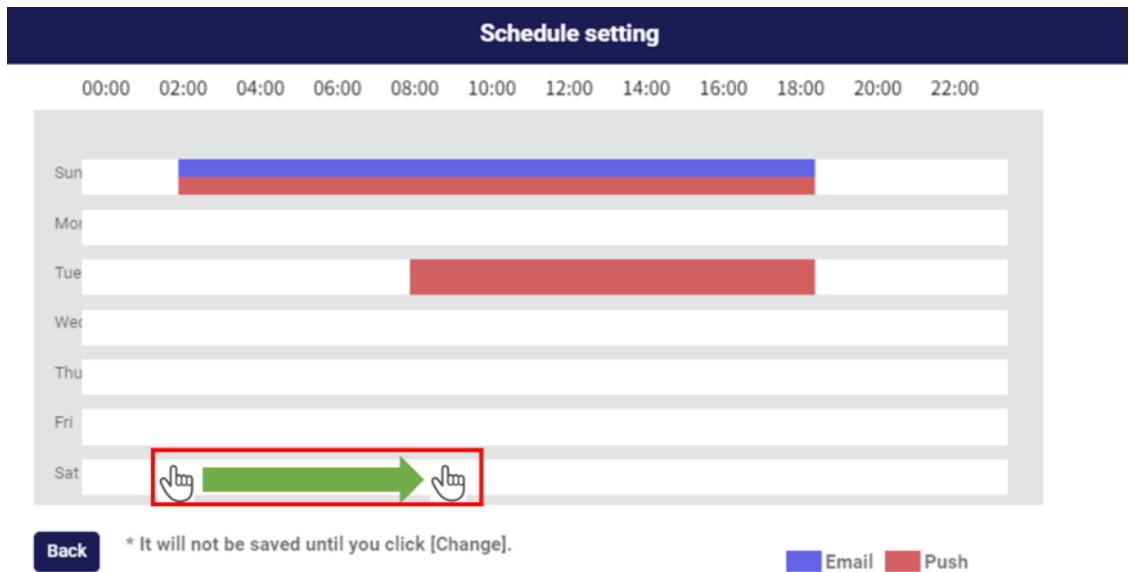 Schedule setting
00:00 02:00 04:00 06:00 08:00 10:00 12:00 14:00 16:00 18:00 20:00 22:00
Sun
Mon
Tue
Wed
Thu
Fri
Sat
Back * It will not be saved until you click [Change].
Email Push